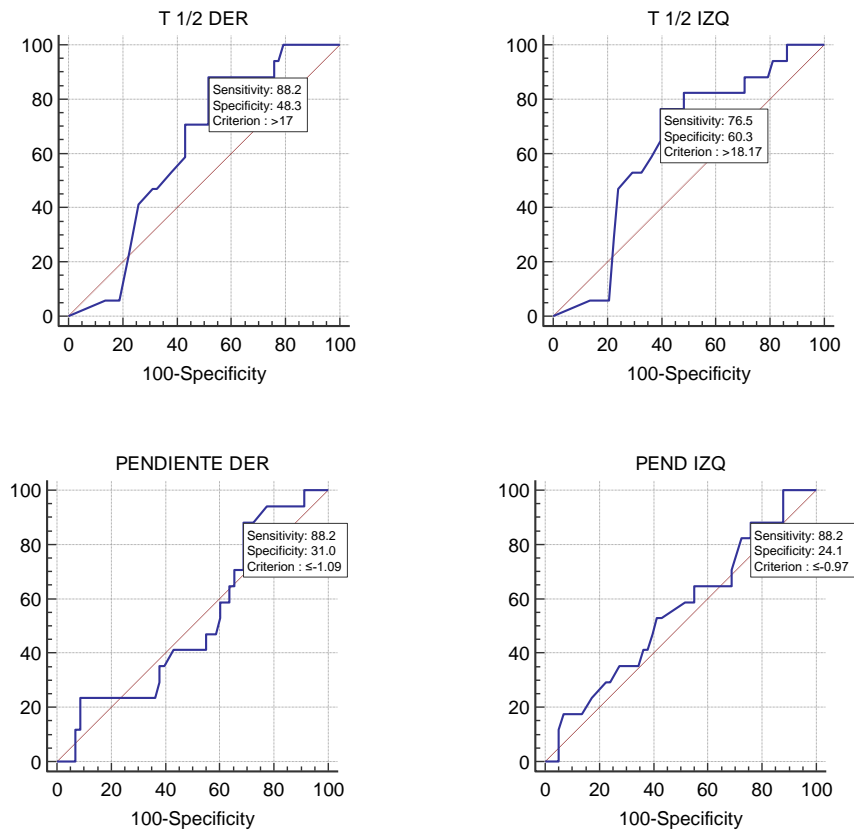 T 1/2 DER
100
80
60
40
20
0
Sensitivity: 88.2
Specificity: 48.3
Criterion : >17
0 20 40 60 80 100
100-Specificity
T 1/2 IZQ
100
80
60
40
20
0
Sensitivity: 76.5
Specificity: 60.3
Criterion : >18.17
0 20 40 60 80 100
100-Specificity
PENDIENTE DER
100
80
60
40
20
0
Sensitivity: 88.2
Specificity: 31.0
Criterion : ≤-1.09
0 20 40 60 80 100
100-Specificity
PEND IZQ
100
80
60
40
20
0
Sensitivity: 88.2
Specificity: 24.1
Criterion : ≤-0.97
0 20 40 60 80 100
100-Specificity